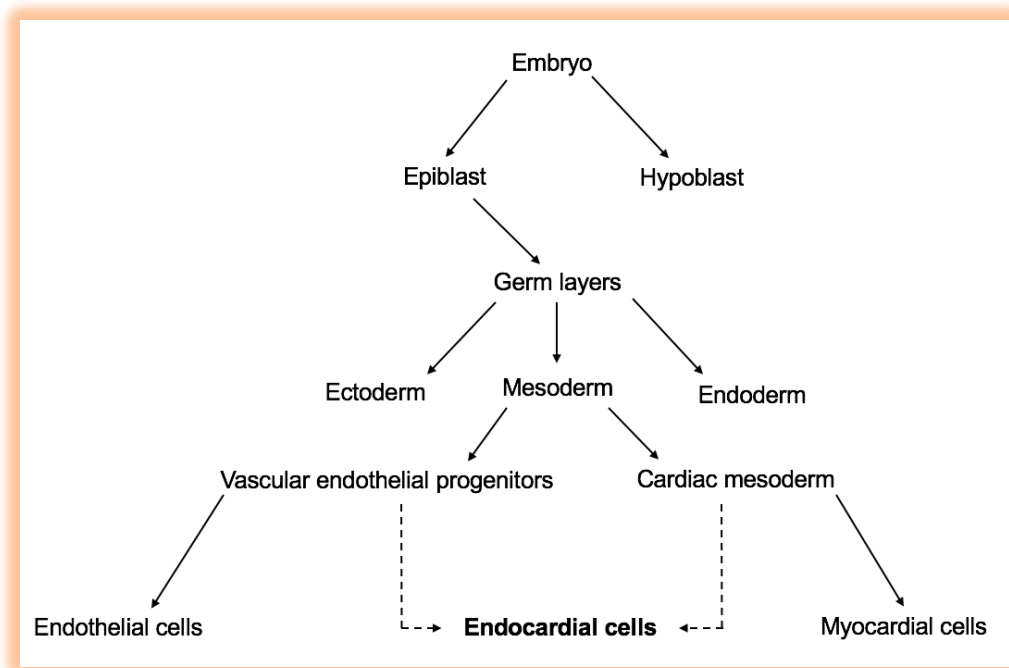 Embryo
Epiblast
Hypoblast
Germ layers
Ectoderm
Mesoderm
Endoderm
Vascular endothelial progenitors
Cardiac mesoderm
Endothelial cells
Endocardial cells
Myocardial cells